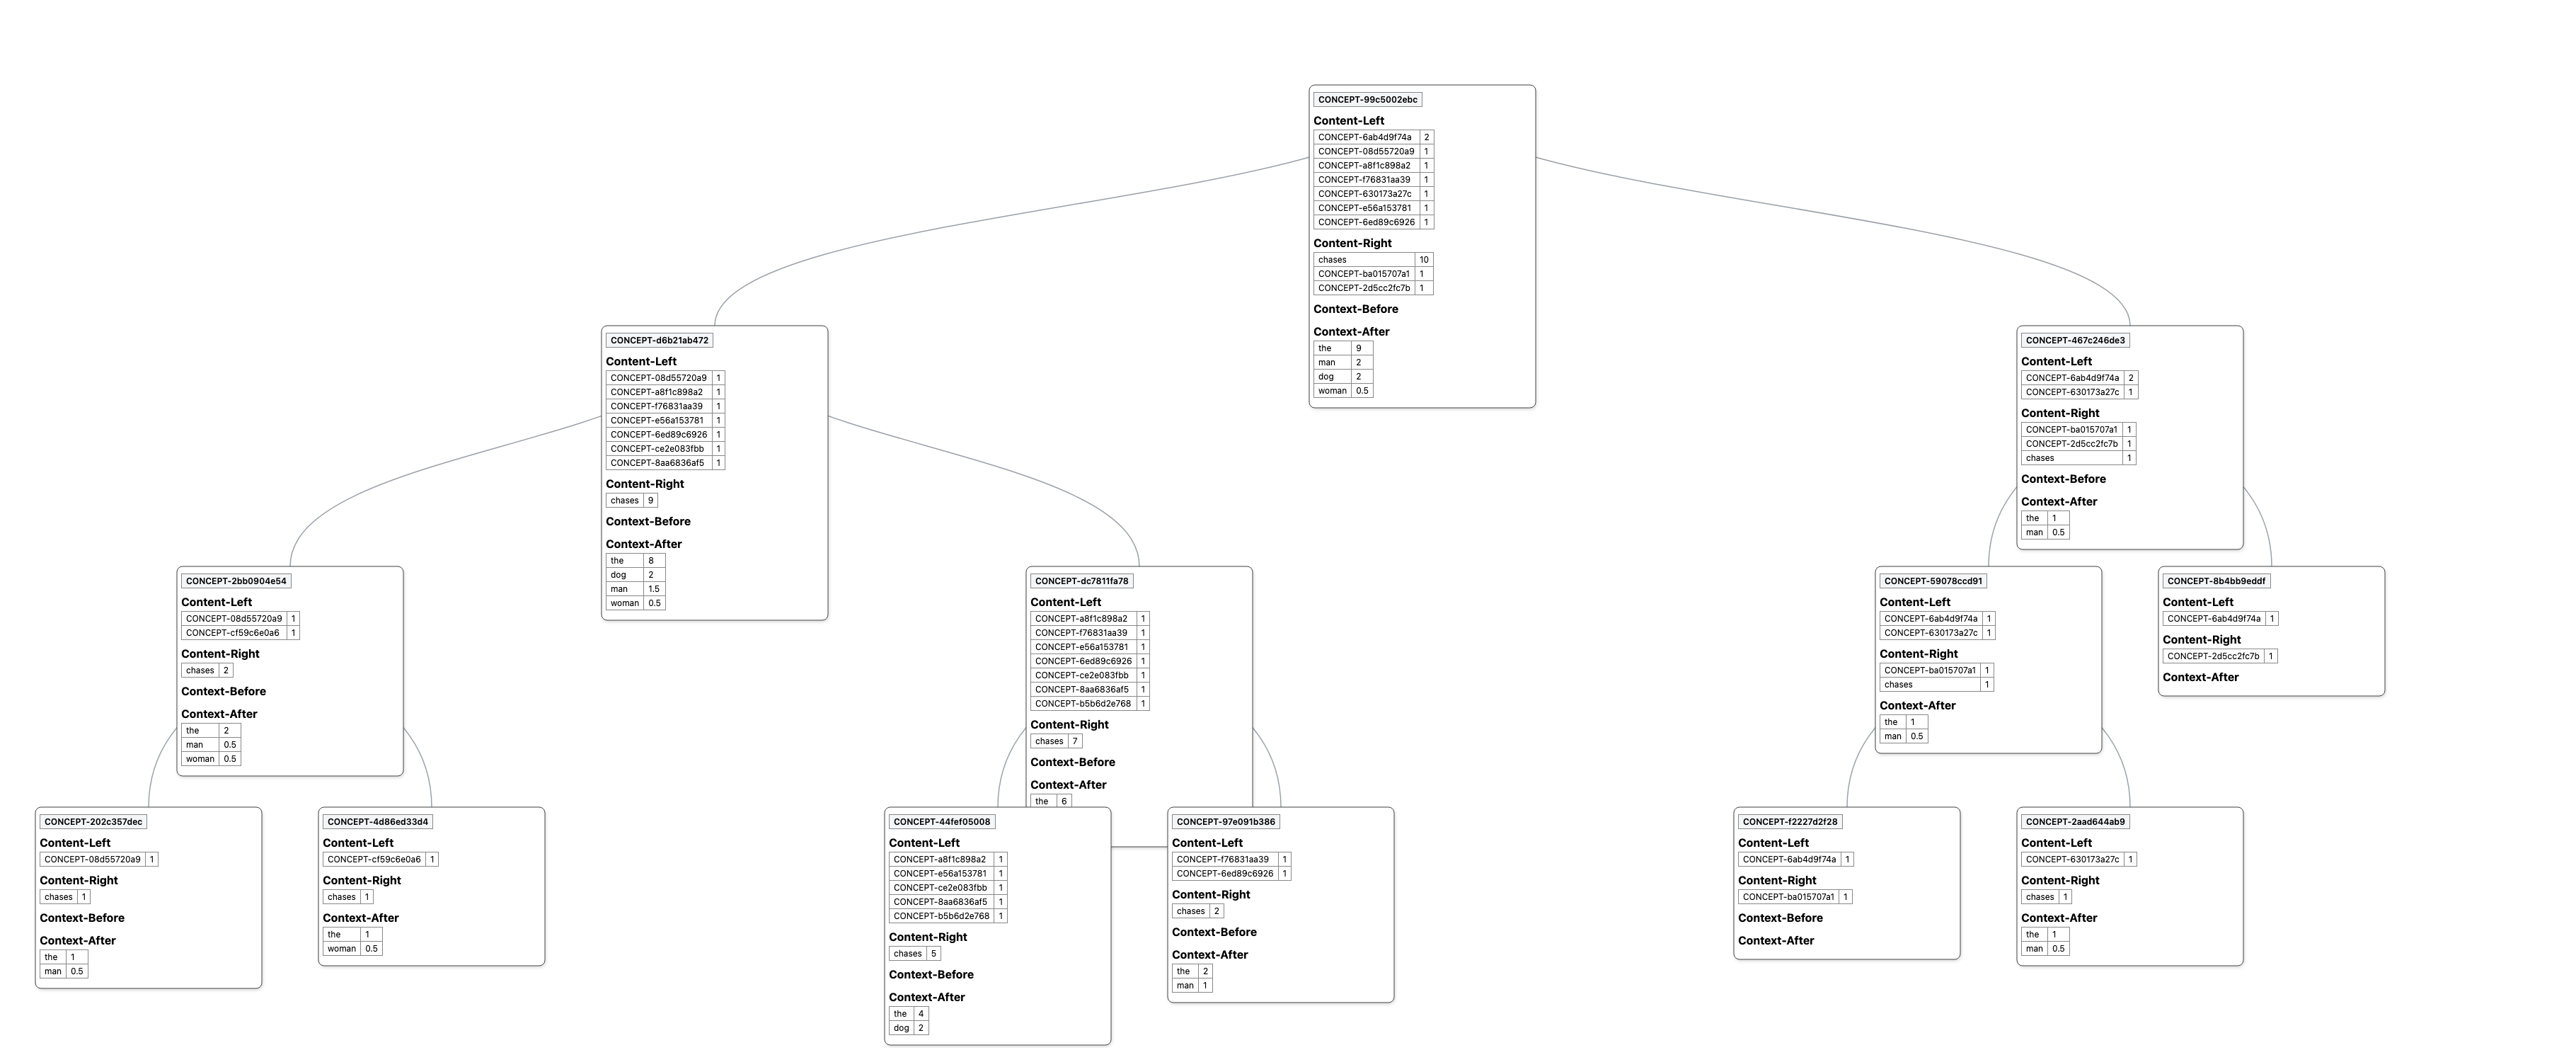 CONCEPT-99c5002ebc
Content-Left
CONCEPT-6ab4d9f74a 2
CONCEPT-08d55720a9 1
CONCEPT-a8f1c898a2 1
CONCEPT-f76831aa39 1
CONCEPT-630173a27c 1
CONCEPT-e56a153781 1
CONCEPT-6ed89c6926 1
Content-Right
chases 10
CONCEPT-ba015707a1 1
CONCEPT-2d5cc2fc7b 1
Context-Before
Context-After
the 9
man 2
dog 2
woman 0.5
CONCEPT-d6b21ab472
Content-Left
CONCEPT-08d55720a9 1
CONCEPT-a8f1c898a2 1
CONCEPT-f76831aa39 1
CONCEPT-e56a153781 1
CONCEPT-6ed89c6926 1
CONCEPT-ce2e083fbb 1
CONCEPT-8aa6836af5 1
Content-Right
chases 9
Context-Before
Context-After
the 8
dog 2
man 1.5
woman 0.5
CONCEPT-467c246de3
Content-Left
CONCEPT-6ab4d9f74a 2
CONCEPT-630173a27c 1
Content-Right
CONCEPT-ba015707a1 1
CONCEPT-2d5cc2fc7b 1
chases 1
Context-Before
Context-After
the 1
man 0.5
CONCEPT-2bb0904e54
Content-Left
CONCEPT-08d55720a9 1
CONCEPT-cf59c6e0a6 1
Content-Right
chases 2
Context-Before
Context-After
the 2
man 0.5
woman 0.5
CONCEPT-dc7811fa78
Content-Left
CONCEPT-a8f1c898a2 1
CONCEPT-f76831aa39 1
CONCEPT-e56a153781 1
CONCEPT-6ed89c6926 1
CONCEPT-ce2e083fbb 1
CONCEPT-8aa6836af5 1
CONCEPT-b5b6d2e768 1
Content-Right
chases 7
Context-Before
Context-After
the 6
CONCEPT-59078ccd91
Content-Left
CONCEPT-6ab4d9f74a 1
CONCEPT-630173a27c 1
Content-Right
CONCEPT-ba015707a1 1
chases 1
Context-After
the 1
man 0.5
CONCEPT-8b4bb9eddf
Content-Left
CONCEPT-6ab4d9f74a 1
Content-Right
CONCEPT-2d5cc2fc7b 1
Context-After
CONCEPT-202c357dec
Content-Left
CONCEPT-08d55720a9 1
Content-Right
chases 1
Context-Before
Context-After
the 1
man 0.5
CONCEPT-4d86ed33d4
Content-Left
CONCEPT-cf59c6e0a6 1
Content-Right
chases 1
Context-After
the 1
woman 0.5
CONCEPT-44fef05008
Content-Left
CONCEPT-a8f1c898a2 1
CONCEPT-e56a153781 1
CONCEPT-ce2e083fbb 1
CONCEPT-8aa6836af5 1
CONCEPT-b5b6d2e768 1
Content-Right
chases 5
Context-Before
Context-After
the 4
dog 2
CONCEPT-97e091b386
Content-Left
CONCEPT-f76831aa39 1
CONCEPT-6ed89c6926 1
Content-Right
chases 2
Context-Before
Context-After
the 2
man 1
CONCEPT-f2227d2f28
Content-Left
CONCEPT-6ab4d9f74a 1
Content-Right
CONCEPT-ba015707a1 1
Context-Before
Context-After
CONCEPT-2aad644ab9
Content-Left
CONCEPT-630173a27c 1
Content-Right
chases 1
Context-After
the 1
man 0.5